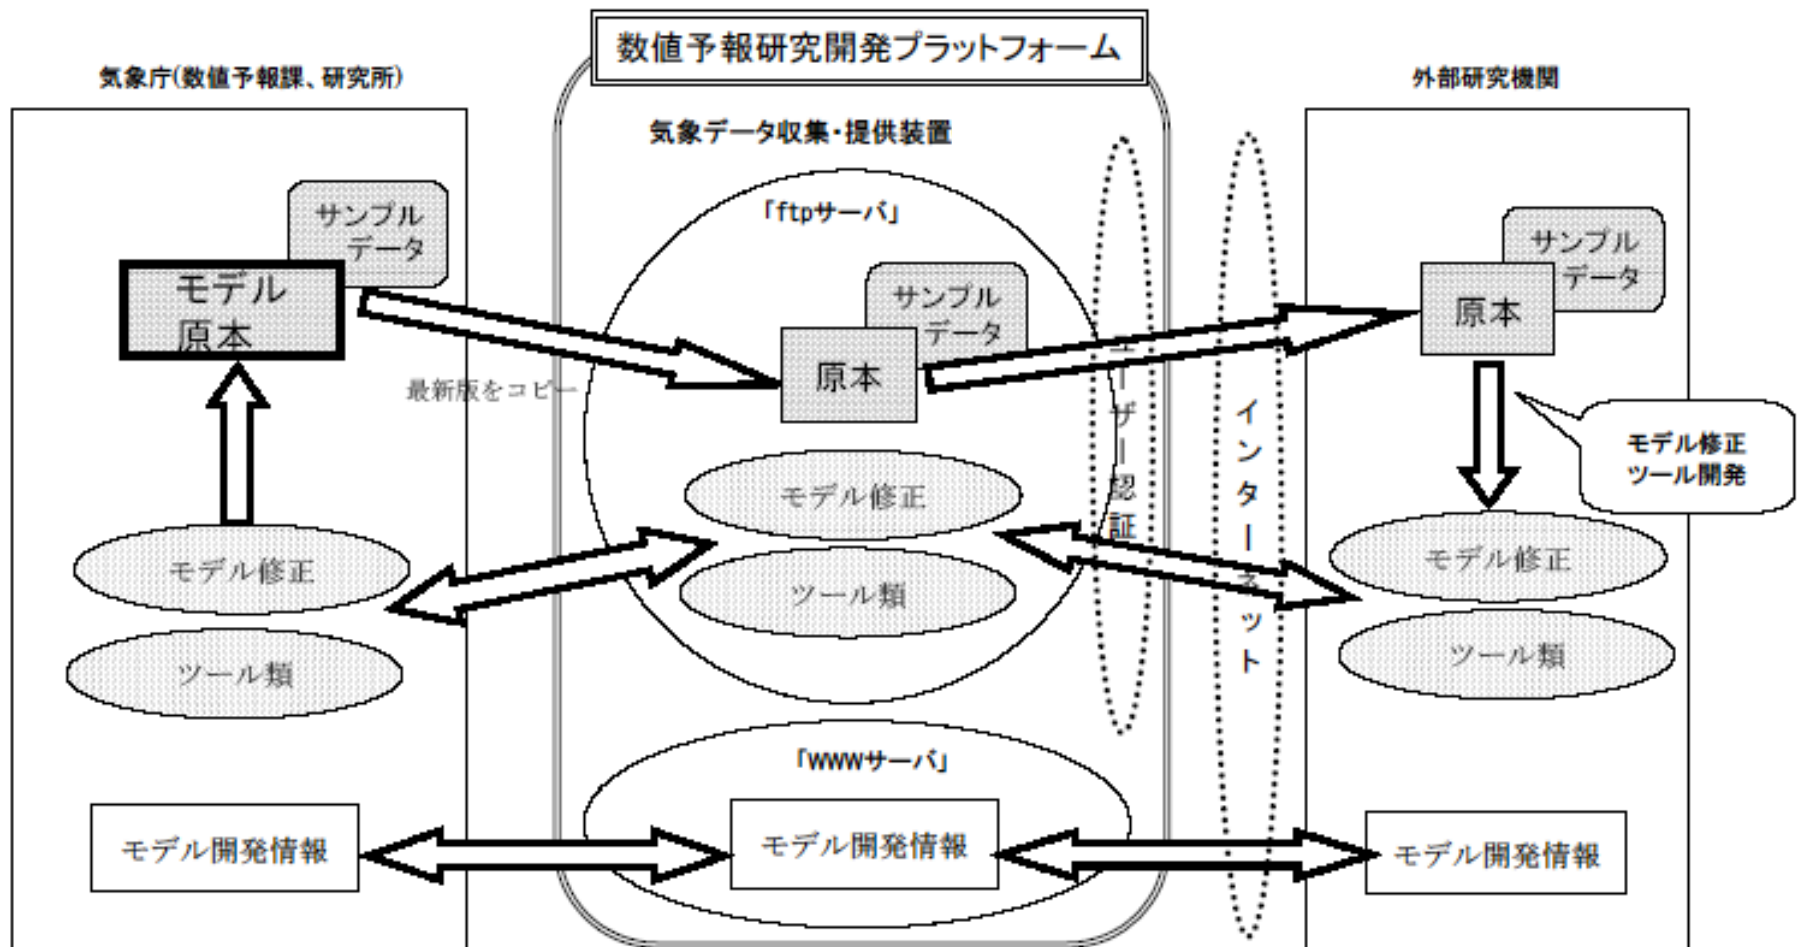 数値予報研究開発プラットフォーム
気象庁(数値予報課、研究所)
外部研究機関
気象データ収集・提供装置
サンプル
データ
モデル
原本
最新版をコピー
モデル修正
ツール類
モデル開発情報
「ftpサーバ」
サンプル
データ
原本
モデル修正
ツール類
「WWWサーバ」
モデル開発情報
ユーザー認証
インターネット
サンプル
データ
原本
モデル修正
ツール開発
モデル修正
ツール類
モデル開発情報